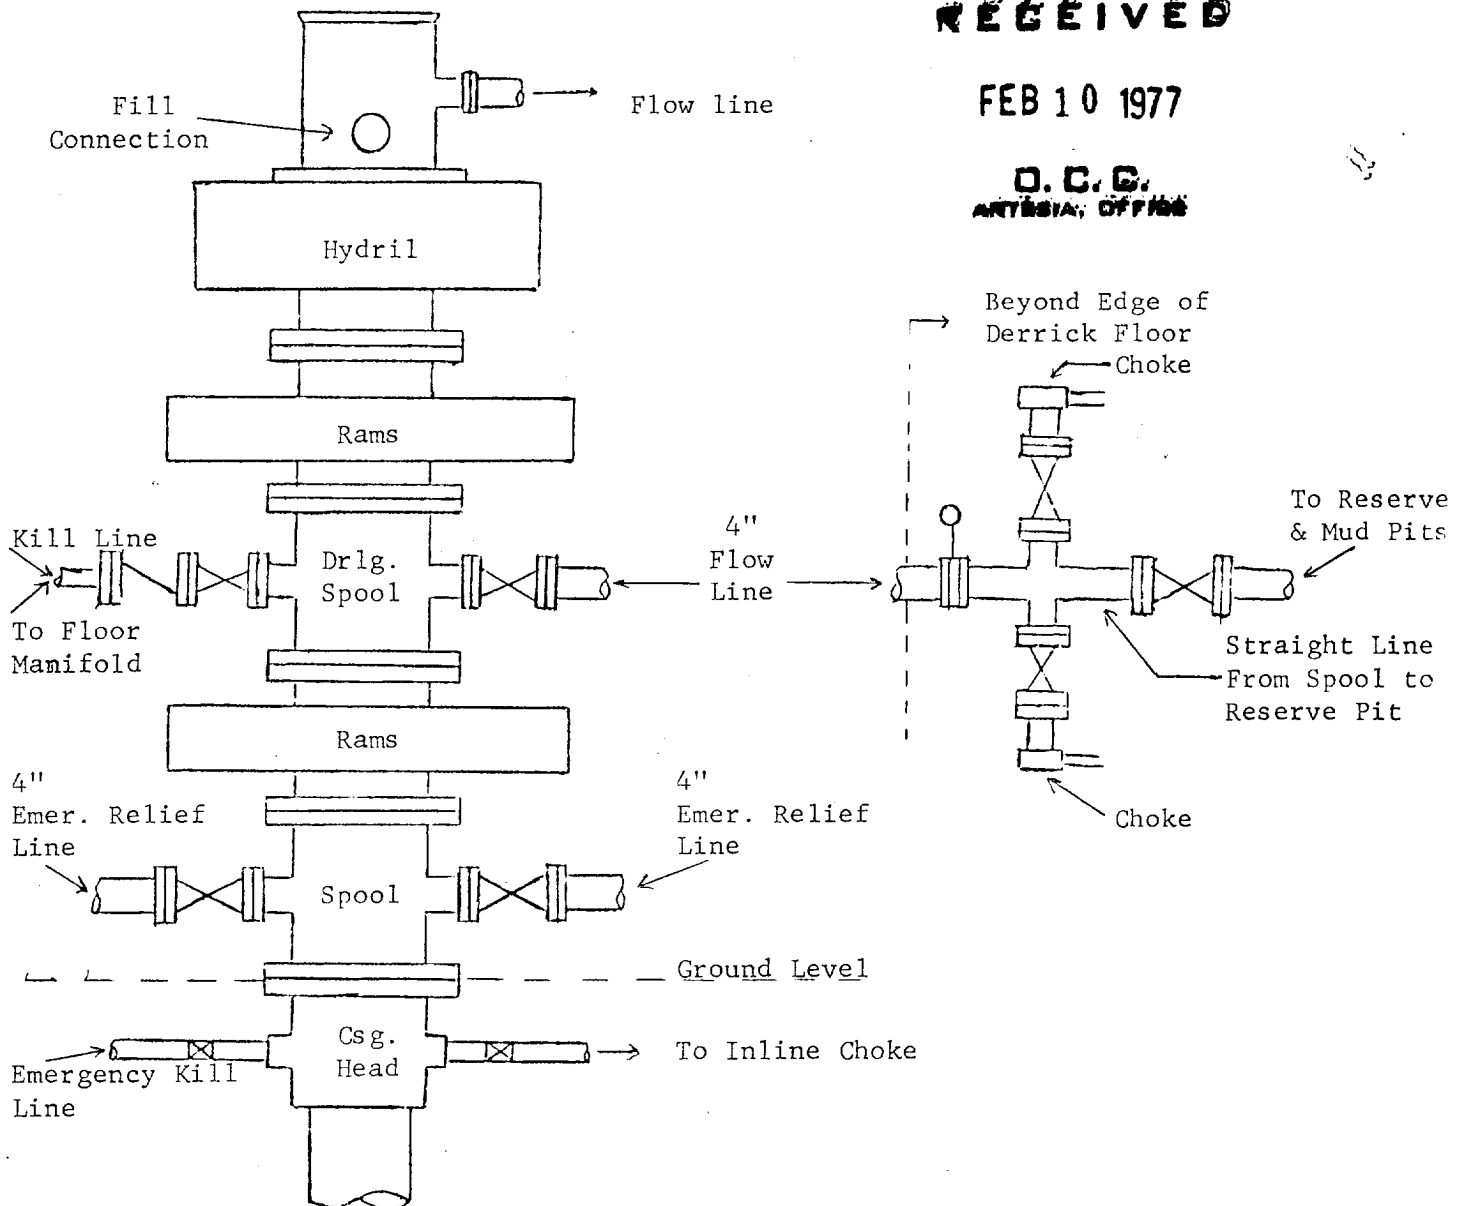 RECEIVED
FEB 10 1977
O. C. C.
ARTESIA, OFFICE
Fill
Connection
Flow line
Hydril
Beyond Edge of
Derrick Floor
Choke
Rams
Kill Line
Drlg.
Spool
4"
Flow
Line
To Reserve
& Mud Pits
To Floor
Manifold
Straight Line
From Spool to
Reserve Pit
Rams
4"
Emer. Relief
Line
4"
Emer. Relief
Line
Choke
Spool
Ground Level
Csg.
Head
To Inline Choke
Emergency Kill
Line